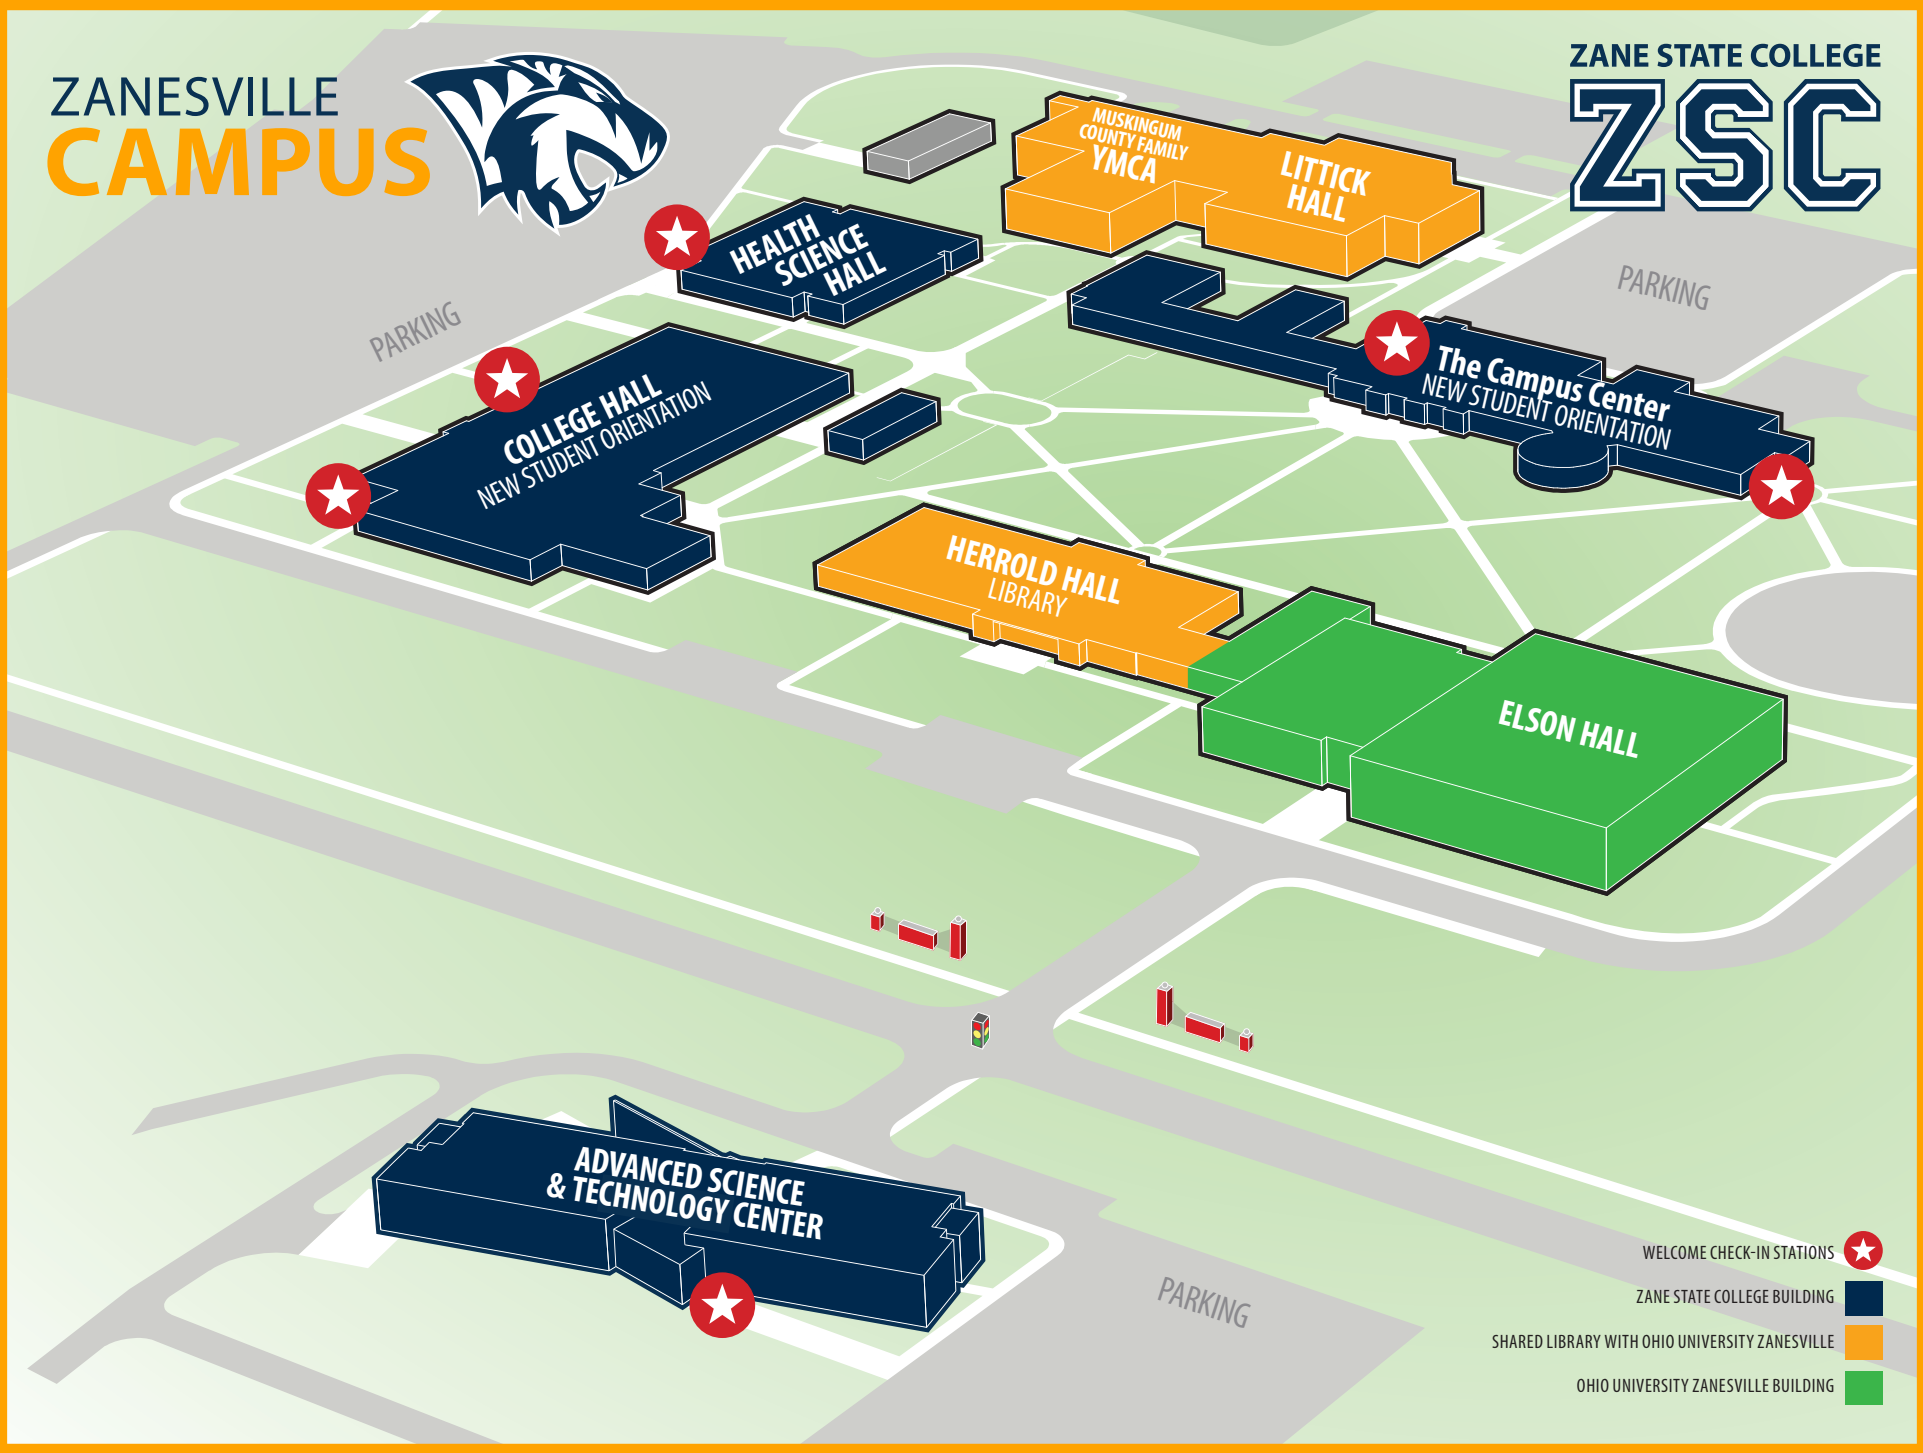 ZANESVILLE
CAMPUS
ZANE STATE COLLEGE
ZSC
MUSKINGUM
COUNTY FAMILY
YMCA
LITTICK
HALL
HEALTH
SCIENCE
HALL
PARKING
PARKING
The Campus Center
NEW STUDENT ORIENTATION
COLLEGE HALL
NEW STUDENT ORIENTATION
HERROLD HALL
LIBRARY
ELSON HALL
ADVANCED SCIENCE
& TECHNOLOGY CENTER
PARKING
WELCOME CHECK-IN STATIONS
ZANE STATE COLLEGE BUILDING
SHARED LIBRARY WITH OHIO UNIVERSITY ZANESVILLE
OHIO UNIVERSITY ZANESVILLE BUILDING